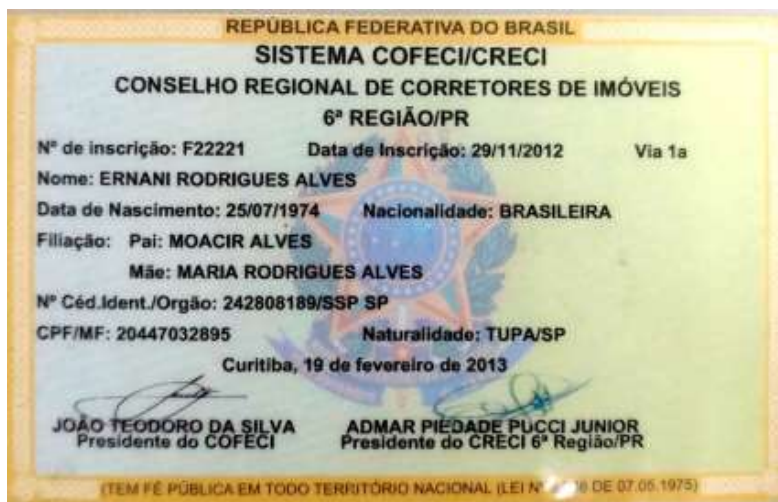 REPÚBLICA FEDERATIVA DO BRASIL
SISTEMA COFECI/CRECI
CONSELHO REGIONAL DE CORRETORES DE IMÓVEIS
6ª REGIÃO/PR
Nº de inscrição: F22221 Data de Inscrição: 29/11/2012 Via 1a
Nome: ERNANI RODRIGUES ALVES
Data de Nascimento: 25/07/1974 Nacionalidade: BRASILEIRA
Filiação: Pai: MOACIR ALVES
Mãe: MARIA RODRIGUES ALVES
Nº Céd.Ident./Orgão: 242808189/SSP SP
CPF/MF: 20447032895 Naturalidade: TUPA/SP
Curitiba, 19 de fevereiro de 2013
JOÃO TEODORO DA SILVA ADMAR PIEDADE PUCCI JUNIOR
Presidente do COFECI Presidente do CRECI 6ª Região/PR
(TEM FÉ PÚBLICA EM TODO TERRITÓRIO NACIONAL (LEI Nº DE 07.05.1975)